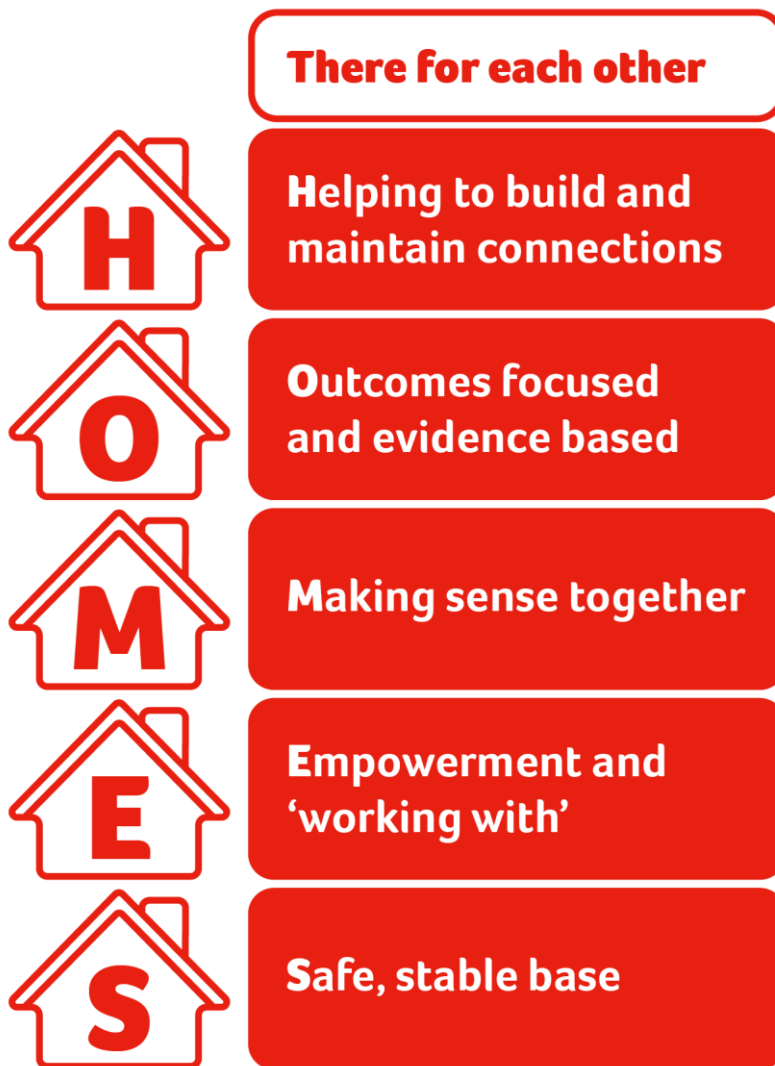 There for each other
H
Helping to build and
maintain connections
O
Outcomes focused
and evidence based
M
Making sense together
E
Empowerment and
‘working with’
S
Safe, stable base